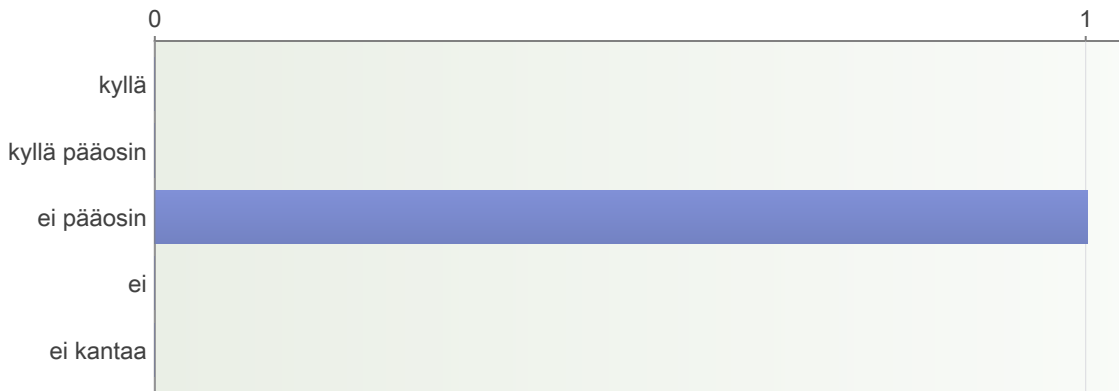 0 1
kyllä
kyllä pääosin
ei pääosin
ei
ei kantaa